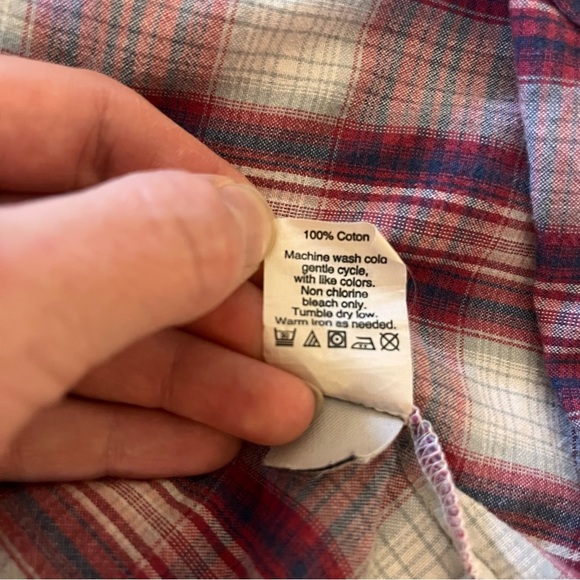 100% Coton
Machine wash cold
gentle cycle,
with like colors.
Non chlorine
bleach only.
Tumble dry low.
Warm iron as needed.